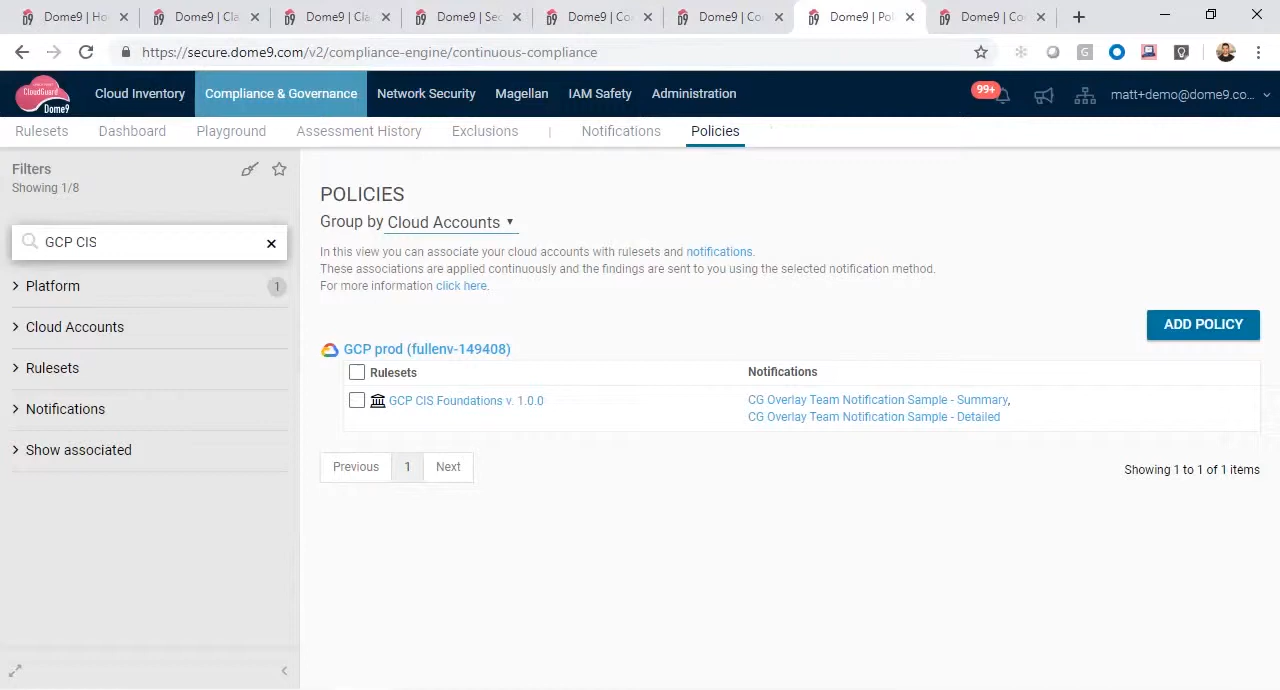 Dome9 | Ho
Dome9 | Cla
Dome9 | Cla
Dome9 | Sec
Dome9 | Co
Dome9 | Co
Dome9 | Pol
Dome9 | Co
https://secure.dome9.com/v2/compliance-engine/continuous-compliance
G
CloudGuard
Dome9
Cloud Inventory
Compliance & Governance
Network Security
Magellan
IAM Safety
Administration
99+
matt+demo@dome9.co...
Rulesets
Dashboard
Playground
Assessment History
Exclusions
|
Notifications
Policies
Filters
Showing 1/8
GCP CIS
Platform
1
Cloud Accounts
Rulesets
Notifications
Show associated
POLICIES
Group by Cloud Accounts
In this view you can associate your cloud accounts with rulesets and notifications.
These associations are applied continuously and the findings are sent to you using the selected notification method.
For more information click here.
ADD POLICY
GCP prod (fullenv-149408)
Rulesets
Notifications
GCP CIS Foundations v. 1.0.0
CG Overlay Team Notification Sample - Summary,
CG Overlay Team Notification Sample - Detailed
Previous
1
Next
Showing 1 to 1 of 1 items